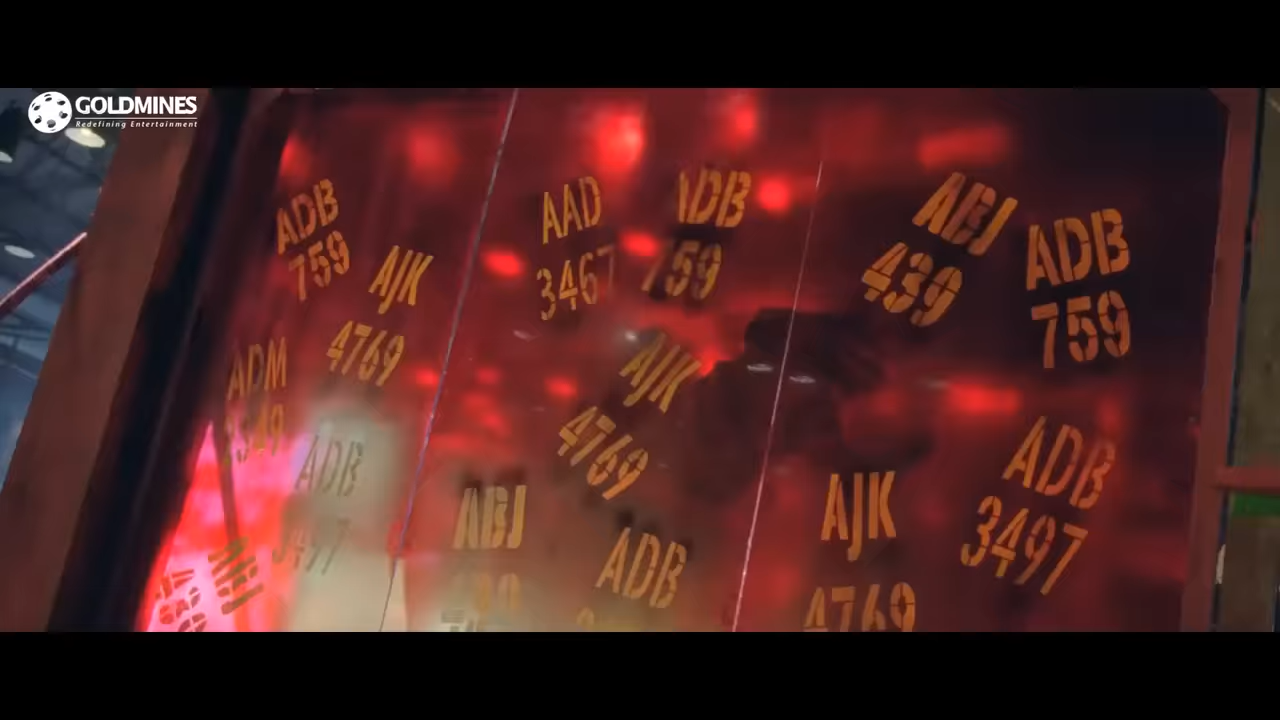 GOLDMINES
Redefining Entertainment
ADB
759
AJK
4769
AAD
3467
ADB
759
ABJ
439
ADB
759
ADM
ADB
3497
AJK
4769
ABJ
ADB
AJK
4769
ADB
3497